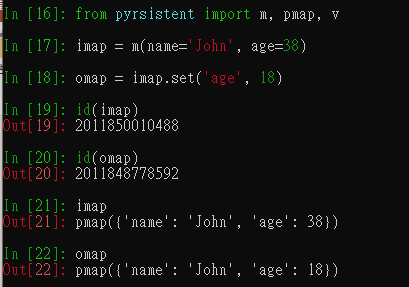 In [16]: from pyrsistent import m, pmap, v
In [17]: imap = m(name='John', age=38)
In [18]: omap = imap.set('age', 18)
In [19]: id(imap)
Out[19]: 2011850010488
In [20]: id(omap)
Out[20]: 2011848778592
In [21]: imap
Out[21]: pmap({'name': 'John', 'age': 38})
In [22]: omap
Out[22]: pmap({'name': 'John', 'age': 18})